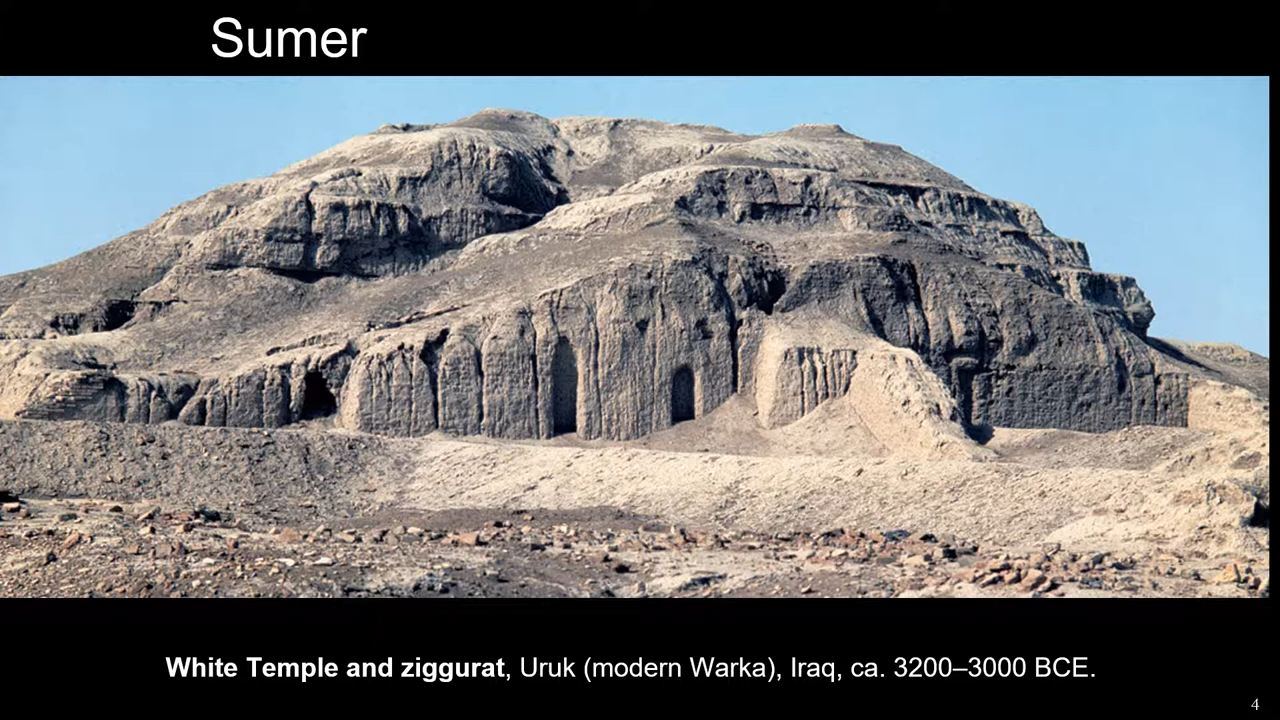 Sumer
White Temple and ziggurat, Uruk (modern Warka), Iraq, ca. 3200–3000 BCE.
4